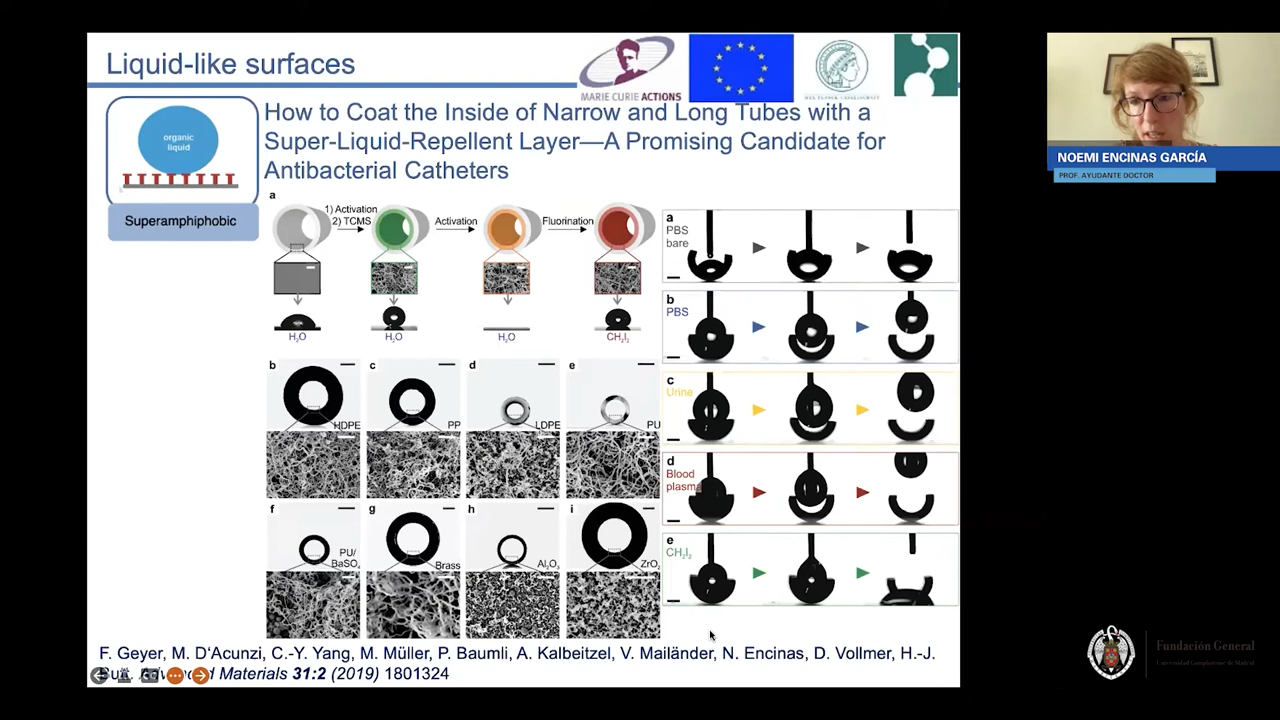 Liquid-like surfaces
MARIE CURIE ACTIONS
organic
liquid
Superamphiphobic
How to Coat the Inside of Narrow and Long Tubes with a
Super-Liquid-Repellent Layer—A Promising Candidate for
Antibacterial Catheters
a
1) Activation
2) TCMS
Activation
Fluorination
H₂O
H₂O
H₂O
CH₂I₂
b
HDPE
c
PP
d
LDPE
e
PU
f
PU/
BaSO₄
g
Brass
h
Al₂O₃
i
ZrO₂
a
PBS
bare
b
PBS
c
Urine
d
Blood
plasma
e
CH₂I₂
F. Geyer, M. D'Acunzi, C.-Y. Yang, M. Müller, P. Baumli, A. Kalbeitzel, V. Mailänder, N. Encinas, D. Vollmer, H.-J.
Materials 31:2 (2019) 1801324
NOEMI ENCINAS GARCÍA
PROF. AYUDANTE DOCTOR
Fundación General
Universidad Complutense de Madrid